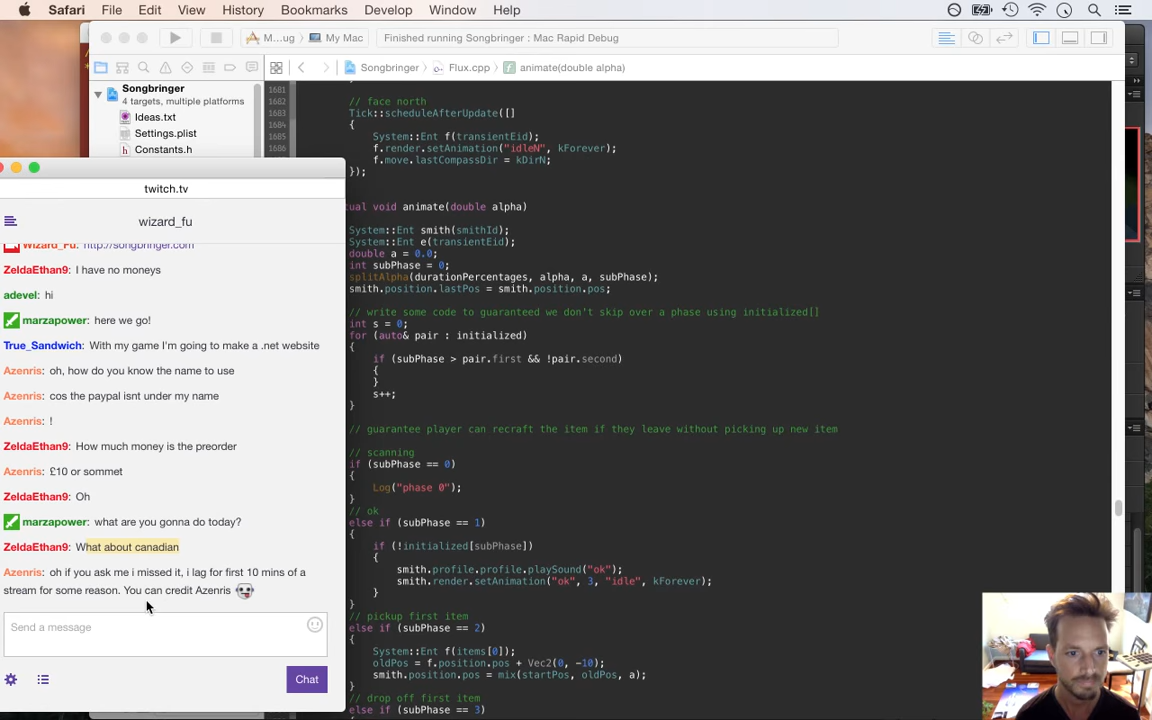 Safari File Edit View History Bookmarks Develop Window Help
M...ug My Mac Finished running Songbringer : Mac Rapid Debug
Songbringer Flux.cpp animate(double alpha)
Songbringer
4 targets, multiple platforms
Ideas.txt
Settings.plist
Constants.h
twitch.tv
wizard_fu
Wizard_Fu: http://songbringer.com
ZeldaEthan9: I have no moneys
adevel: hi
marzapower: here we go!
True_Sandwich: With my game I'm going to make a .net website
Azenris: oh, how do you know the name to use
Azenris: cos the paypal isnt under my name
Azenris: !
ZeldaEthan9: How much money is the preorder
Azenris: £10 or sommet
ZeldaEthan9: Oh
marzapower: what are you gonna do today?
ZeldaEthan9: What about canadian
Azenris: oh if you ask me i missed it, i lag for first 10 mins of a
stream for some reason. You can credit Azenris
Send a message
Chat
1681
1682 // face north
1683 Tick::scheduleAfterUpdate([]
1684 {
1685 System::Ent f(transientEid);
1686 f.render.setAnimation("idleN", kForever);
f.move.lastCompassDir = kDirN;
});
tual void animate(double alpha)
System::Ent smith(smithId);
System::Ent e(transientEid);
double a = 0.0;
int subPhase = 0;
splitAlpha(durationPercentages, alpha, a, subPhase);
smith.position.lastPos = smith.position.pos;
// write some code to guaranteed we don't skip over a phase using initialized[]
int s = 0;
for (auto& pair : initialized)
{
if (subPhase > pair.first && !pair.second)
{
}
s++;
}
// guarantee player can recraft the item if they leave without picking up new item
// scanning
if (subPhase == 0)
{
Log("phase 0");
}
// ok
else if (subPhase == 1)
{
if (!initialized[subPhase])
{
smith.profile.profile.playSound("ok");
smith.render.setAnimation("ok", 3, "idle", kForever);
}
}
// pickup first item
else if (subPhase == 2)
{
System::Ent f(items[0]);
oldPos = f.position.pos + Vec2(0, -10);
smith.position.pos = mix(startPos, oldPos, a);
}
// drop off first item
else if (subPhase == 3)